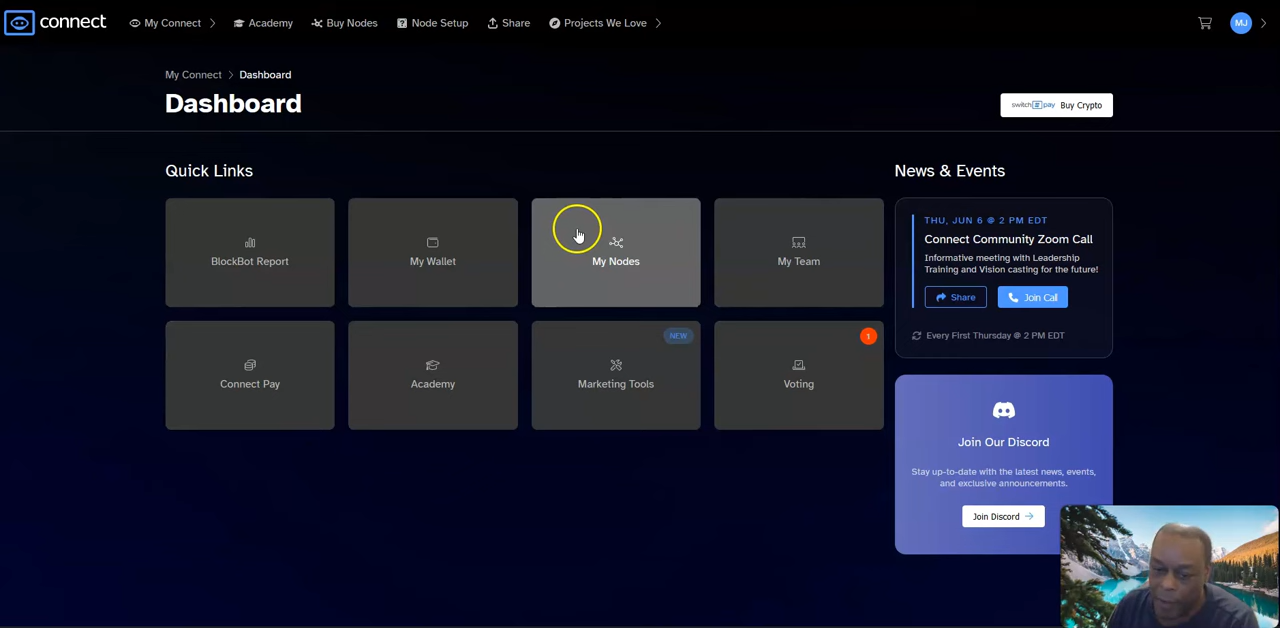 connect
My Connect
Academy
Buy Nodes
Node Setup
Share
Projects We Love
MJ
My Connect > Dashboard
Dashboard
switch pay Buy Crypto
Quick Links
News & Events
BlockBot Report
My Wallet
My Nodes
My Team
Connect Pay
Academy
NEW
Marketing Tools
1
Voting
THU, JUN 6 @ 2 PM EDT
Connect Community Zoom Call
Informative meeting with Leadership
Training and Vision casting for the future!
Share
Join Call
Every First Thursday @ 2 PM EDT
Join Our Discord
Stay up-to-date with the latest news, events,
and exclusive announcements.
Join Discord